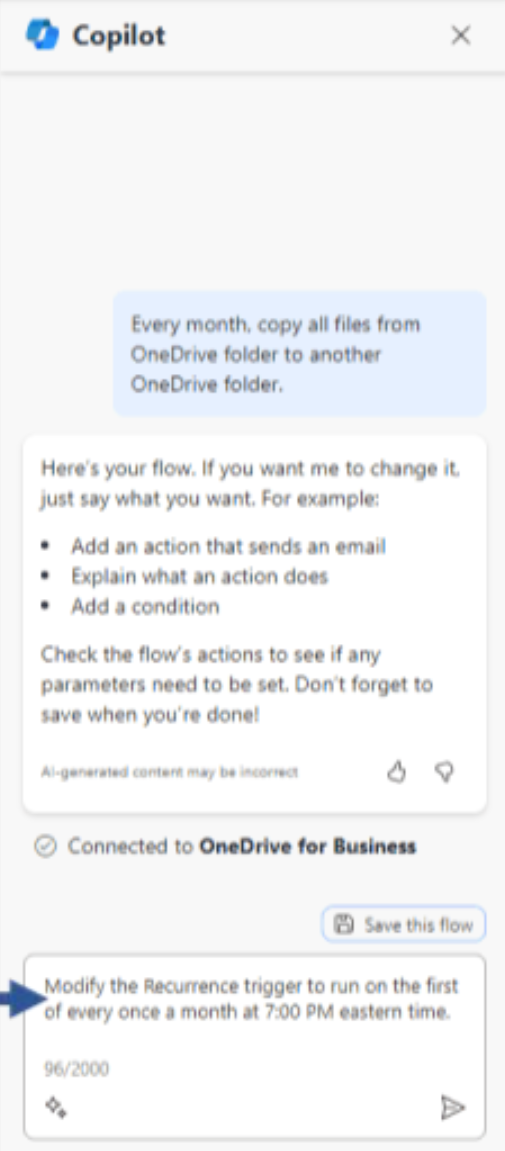 Copilot
Every month, copy all files from
OneDrive folder to another
OneDrive folder.
Here's your flow. If you want me to change it,
just say what you want. For example:
• Add an action that sends an email
• Explain what an action does
• Add a condition
Check the flow's actions to see if any
parameters need to be set. Don't forget to
save when you're done!
AI-generated content may be incorrect
Connected to OneDrive for Business
Save this flow
Modify the Recurrence trigger to run on the first
of every once a month at 7:00 PM eastern time.
96/2000